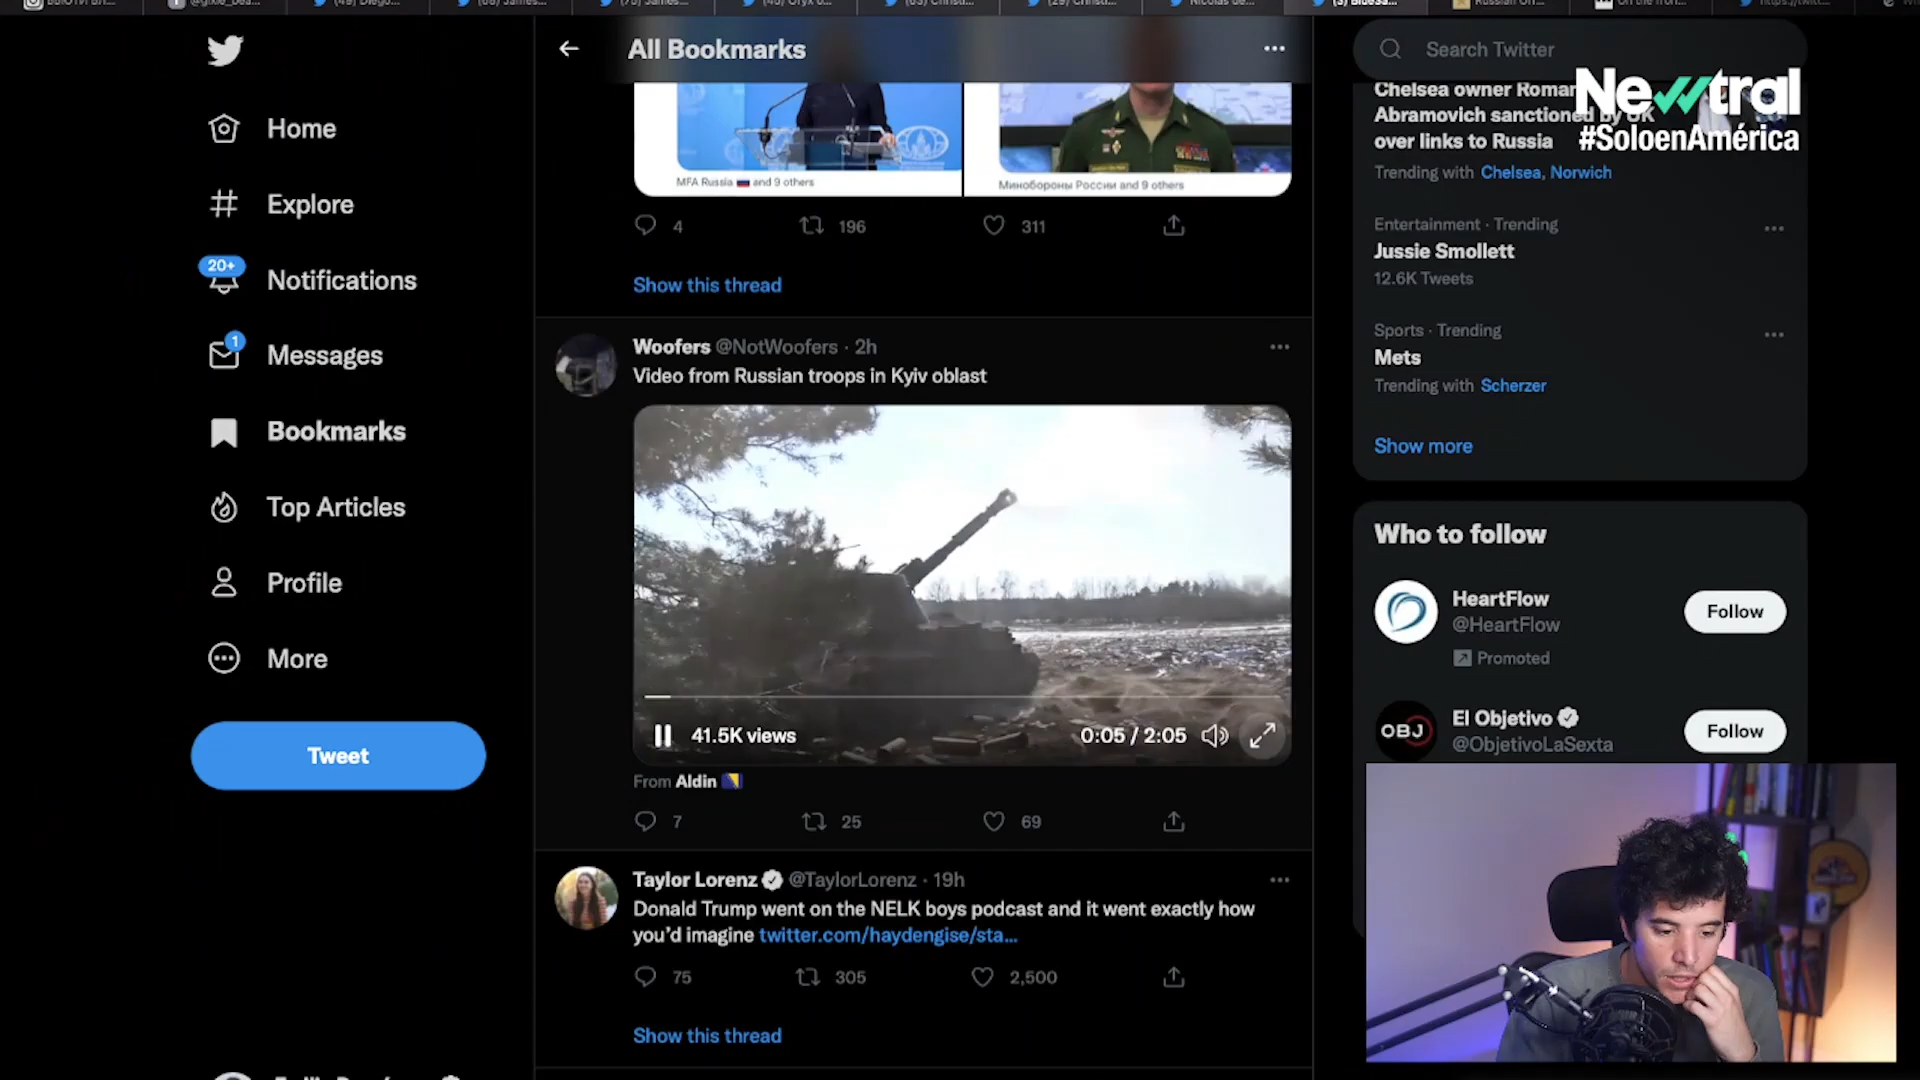 All Bookmarks
Search Twitter
Newtral
#SoloenAmérica
Home
Explore
20+
Notifications
1
Messages
Bookmarks
Top Articles
Profile
More
Tweet
MFA Russia 🇷🇺 and 9 others
Минобороны России and 9 others
4
196
311
Show this thread
Woofers @NotWoofers · 2h
Video from Russian troops in Kyiv oblast
41.5K views
0:05 / 2:05
From Aldin 🇧🇦
7
25
69
Taylor Lorenz @TaylorLorenz · 19h
Donald Trump went on the NELK boys podcast and it went exactly how
you'd imagine twitter.com/haydengise/sta...
75
305
2,500
Show this thread
Chelsea owner Roman
Abramovich sanctioned by UK
over links to Russia
Trending with Chelsea, Norwich
Entertainment · Trending
Jussie Smollett
12.6K Tweets
Sports · Trending
Mets
Trending with Scherzer
Show more
Who to follow
HeartFlow
@HeartFlow
Promoted
Follow
OBJ
El Objetivo
@ObjetivoLaSexta
Follow